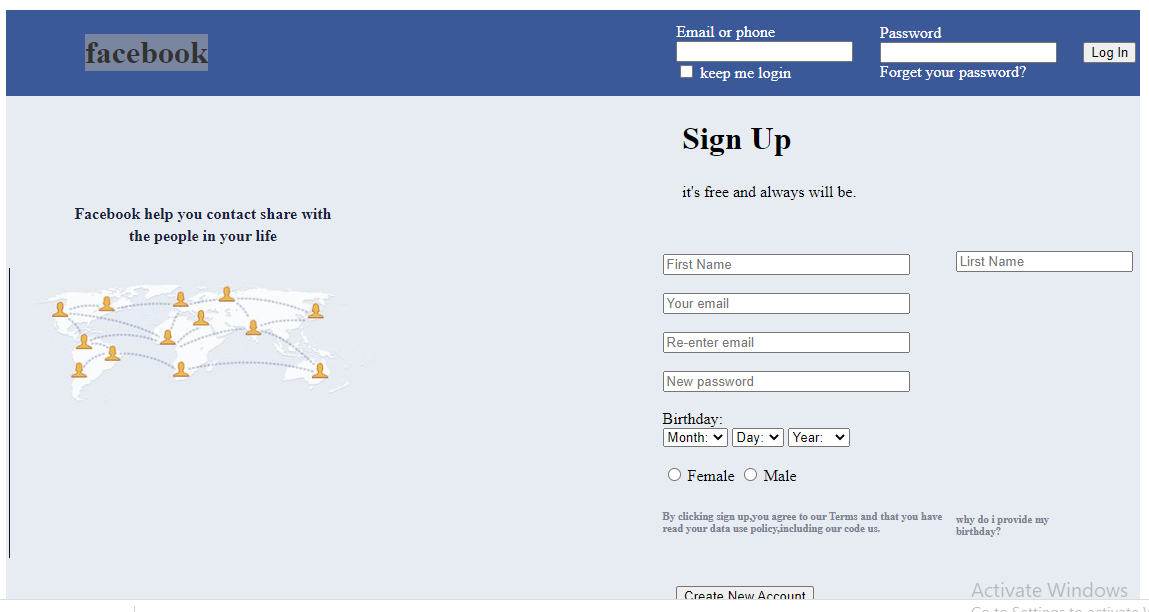 facebook
Email or phone
Password
Log In
keep me login
Forget your password?
Sign Up
it's free and always will be.
Facebook help you contact share with
the people in your life
First Name
Lirst Name
Your email
Re-enter email
New password
Birthday:
Month: Day: Year:
Female Male
By clicking sign up,you agree to our Terms and that you have
read your data use policy,including our code us.
why do i provide my
birthday?
Create New Account
Activate Windows
Go to Settings to activate